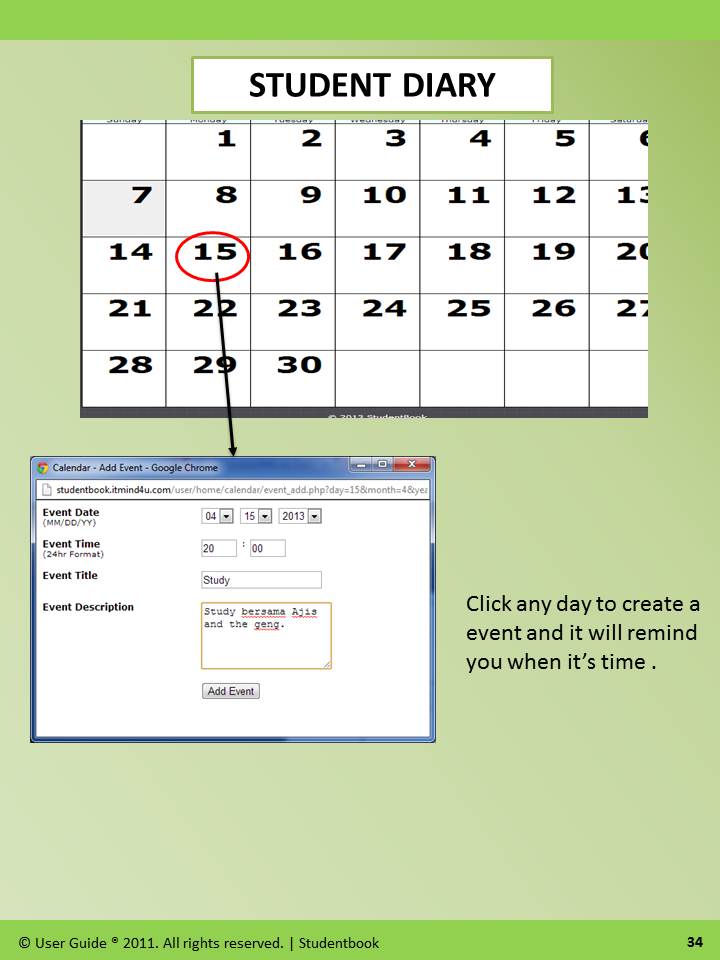 STUDENT DIARY
Sunday Monday Tuesday Wednesday Thursday Friday
1 2 3 4 5 6
7 8 9 10 11 12 13
14 15 16 17 18 19 20
21 22 23 24 25 26 27
28 29 30
© 2013 StudentBook
Calendar - Add Event - Google Chrome
studentbook.itmind4u.com/user/home/calendar/event_add.php?day=15&month=4&yea
Event Date 04 15 2013
(MM/DD/YY)
Event Time 20 : 00
(24hr Format)
Event Title Study
Event Description Study bersama Ajis
and the geng.
Add Event
Click any day to create a
event and it will remind
you when it’s time .
© User Guide ® 2011. All rights reserved. | Studentbook 34